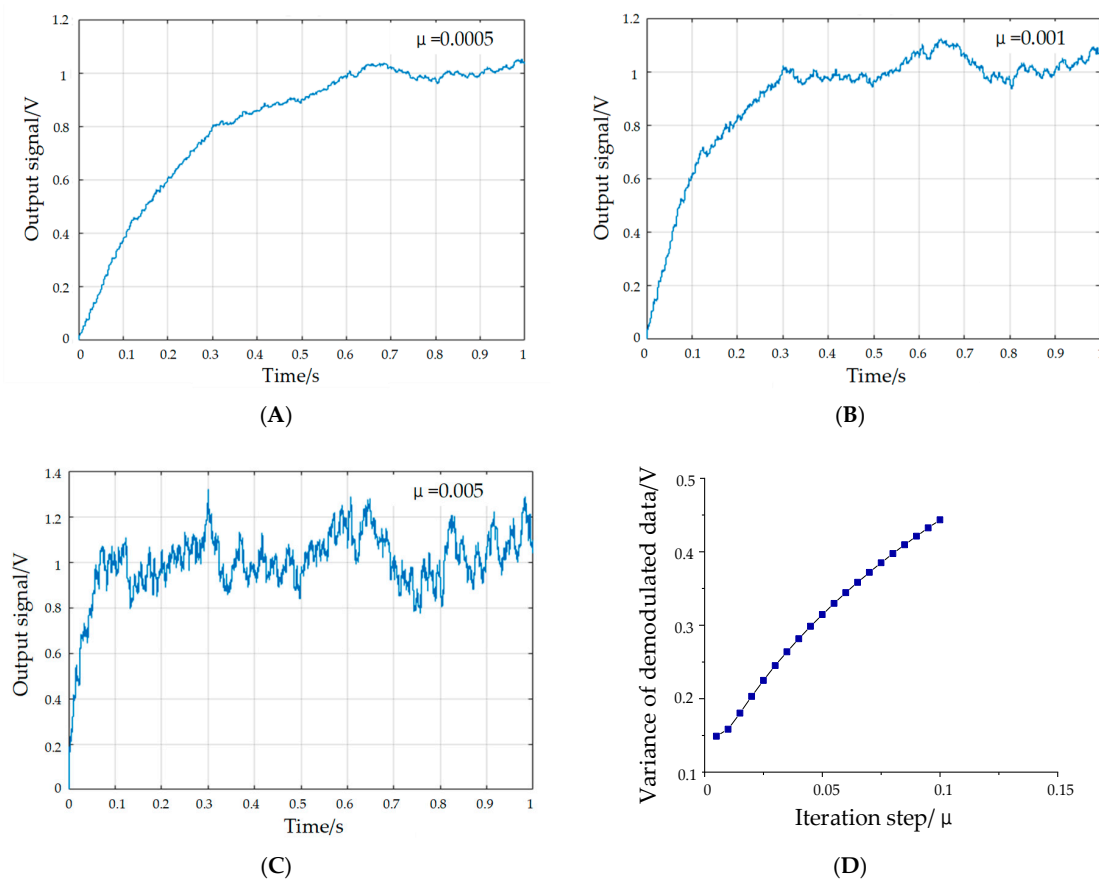 μ=0.0005
Output signal/V
1.2
1
0.8
0.6
0.4
0.2
0
0 0.1 0.2 0.3 0.4 0.5 0.6 0.7 0.8 0.9 1
Time/s
(A)
μ=0.001
Output signal/V
1.2
1
0.8
0.6
0.4
0.2
0
0 0.1 0.2 0.3 0.4 0.5 0.6 0.7 0.8 0.9 1
Time/s
(B)
μ=0.005
Output signal/V
1.4
1.2
1
0.8
0.6
0.4
0.2
0
0 0.1 0.2 0.3 0.4 0.5 0.6 0.7 0.8 0.9 1
Time/s
(C)
Variance of demodulated data/V
0.5
0.4
0.3
0.2
0.1
0 0.05 0.10 0.15
Iteration step/ μ
(D)